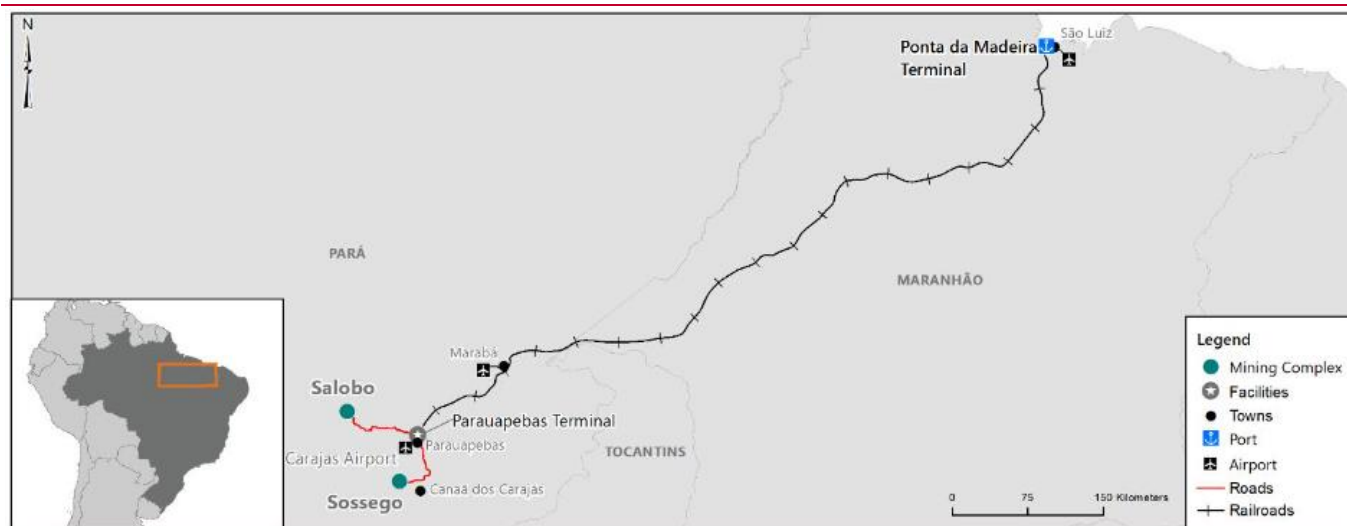 N
São Luiz
Ponta da Madeira
Terminal
PARÁ
MARANHÃO
Marabá
Salobo
Parauapebas Terminal
Parauapebas
Carajas Airport
TOCANTINS
Canaã dos Carajas
Sossego
0 75 150 Kilometers
Legend
Mining Complex
Facilities
Towns
Port
Airport
Roads
Railroads